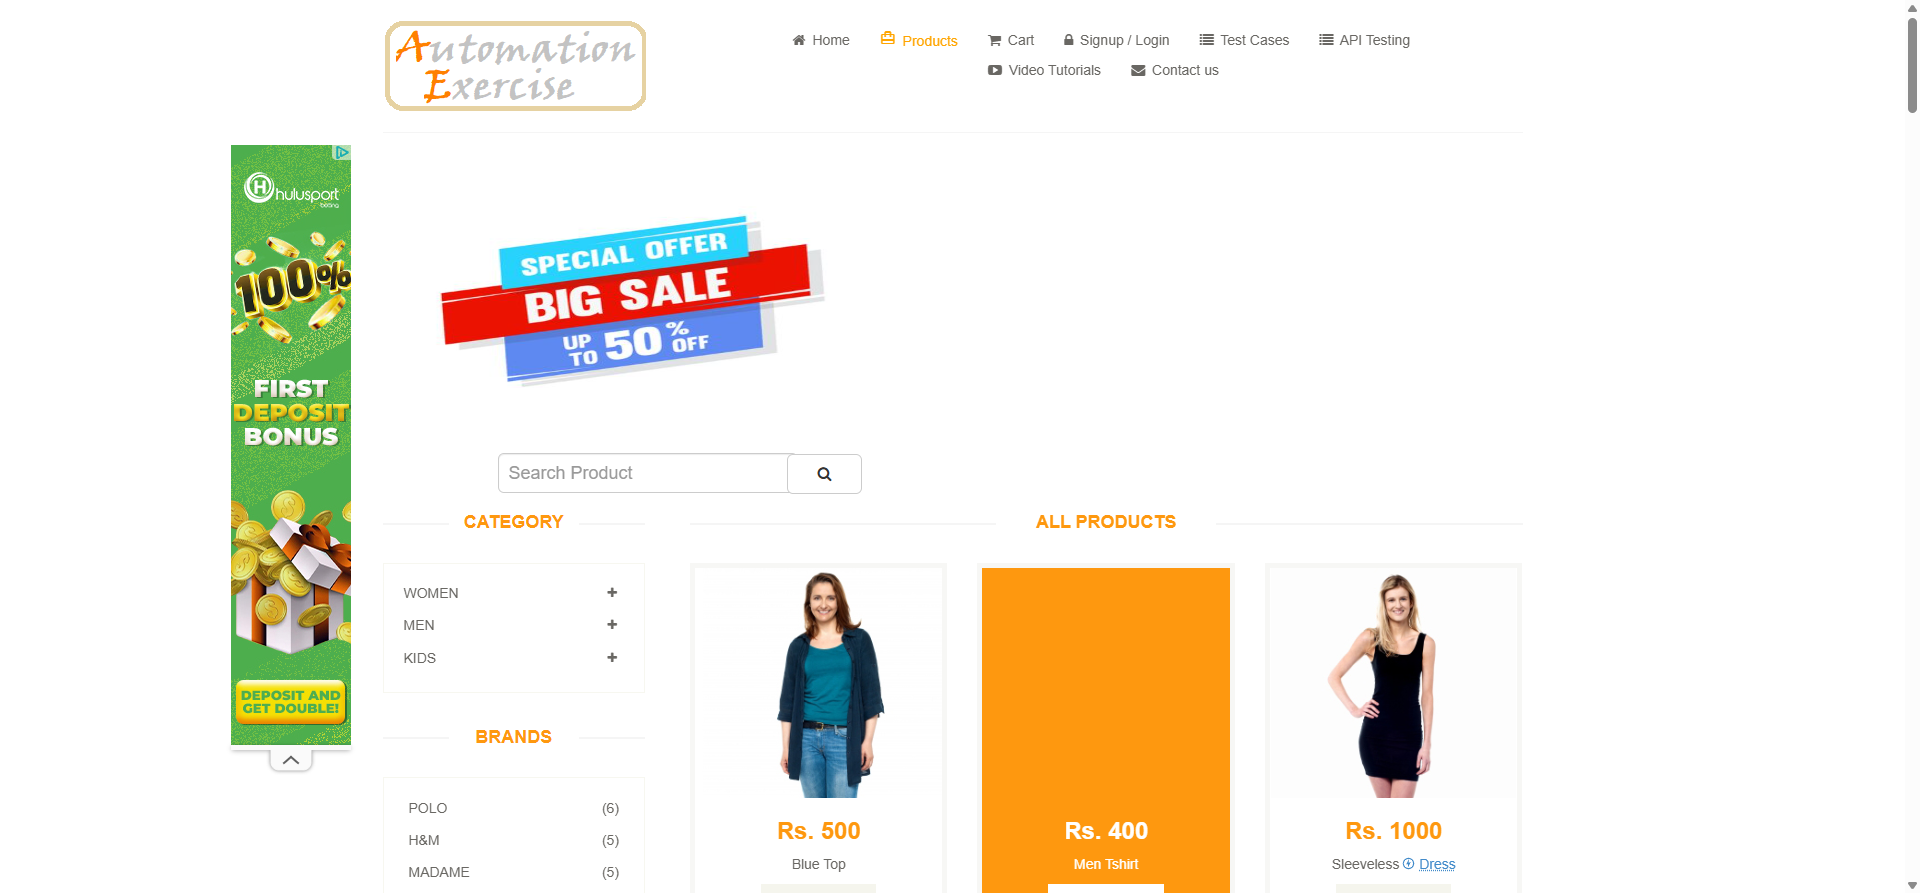 Automation
Exercise
Home
Products
Cart
Signup / Login
Test Cases
API Testing
Video Tutorials
Contact us
H hulusport
betting
100%
FIRST
DEPOSIT
BONUS
DEPOSIT AND
GET DOUBLE!
SPECIAL OFFER
BIG SALE
UP TO 50% OFF
Search Product
CATEGORY
WOMEN
MEN
KIDS
BRANDS
POLO (6)
H&M (5)
MADAME (5)
ALL PRODUCTS
Rs. 500
Blue Top
Rs. 400
Men Tshirt
Rs. 1000
Sleeveless Dress